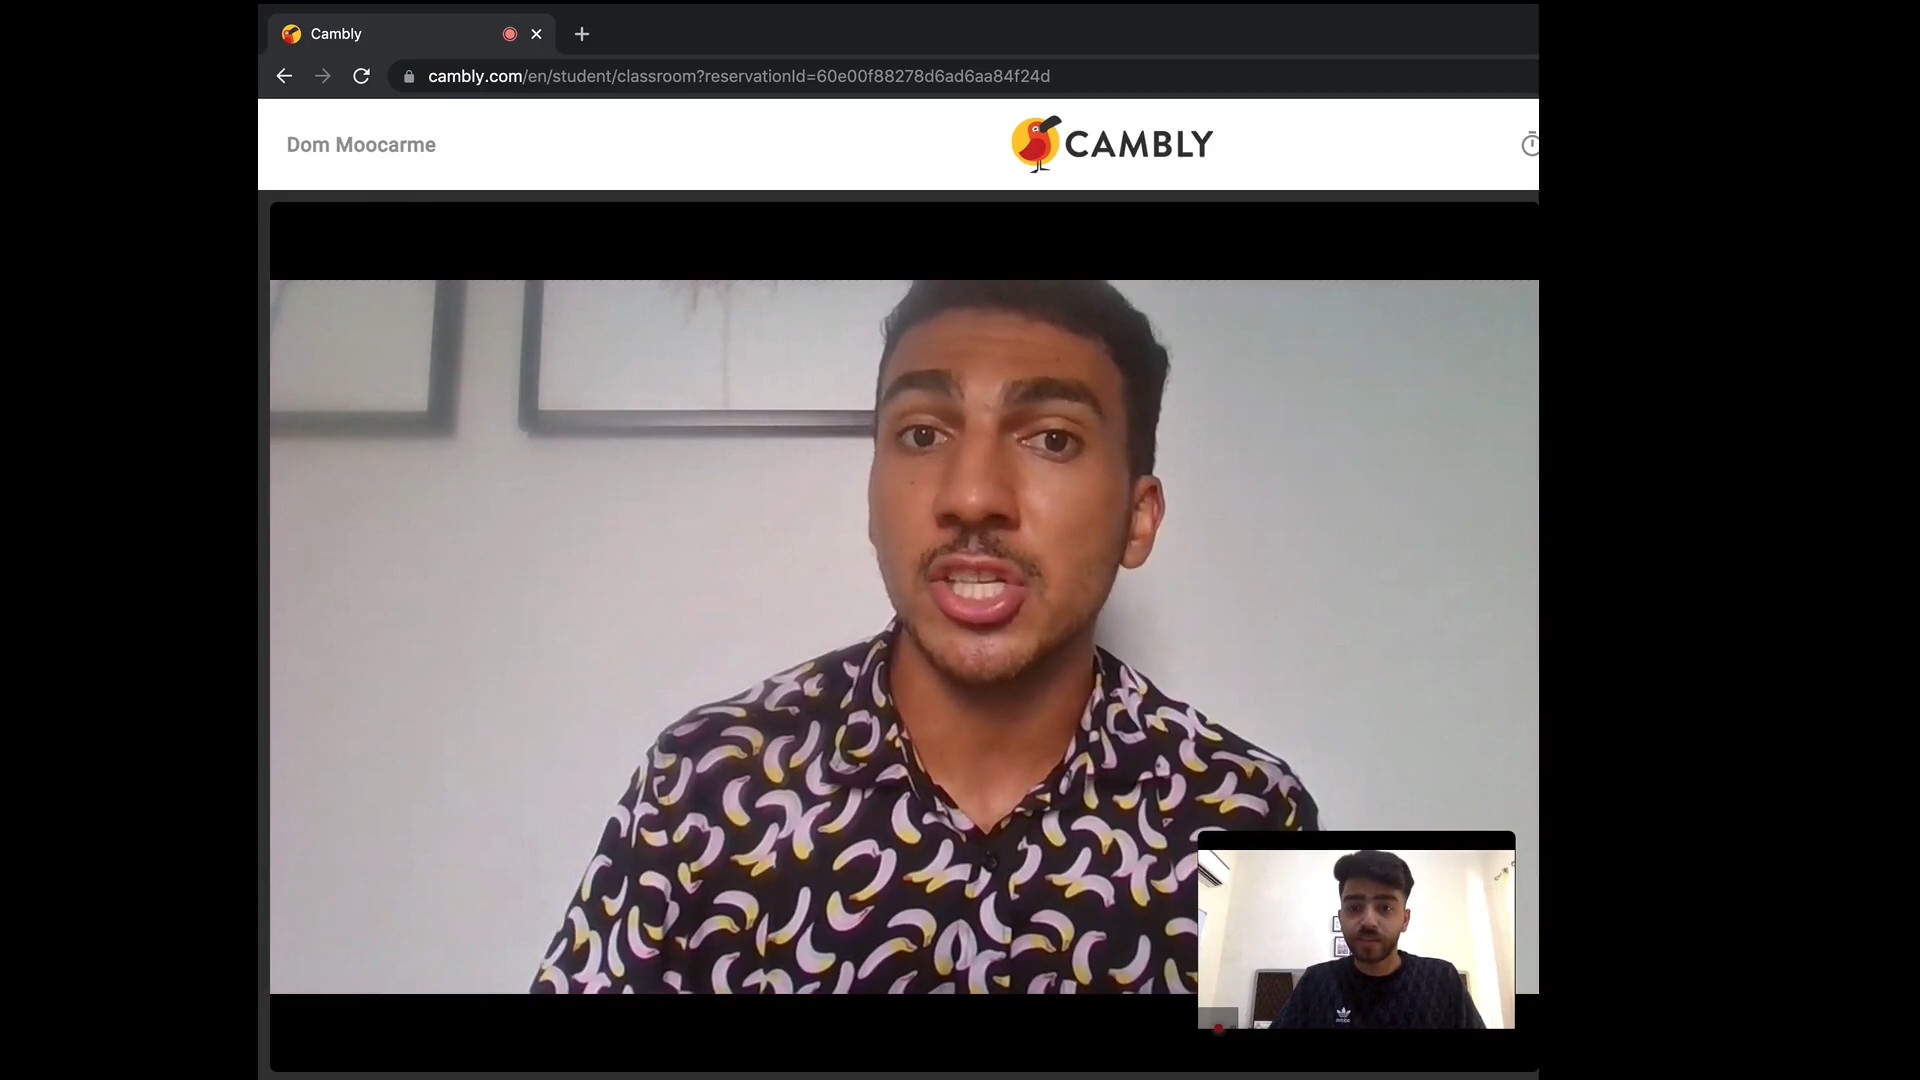 Cambly
cambly.com/en/student/classroom?reservationId=60e00f88278d6ad6aa84f24d
Dom Moocarme
CAMBLY